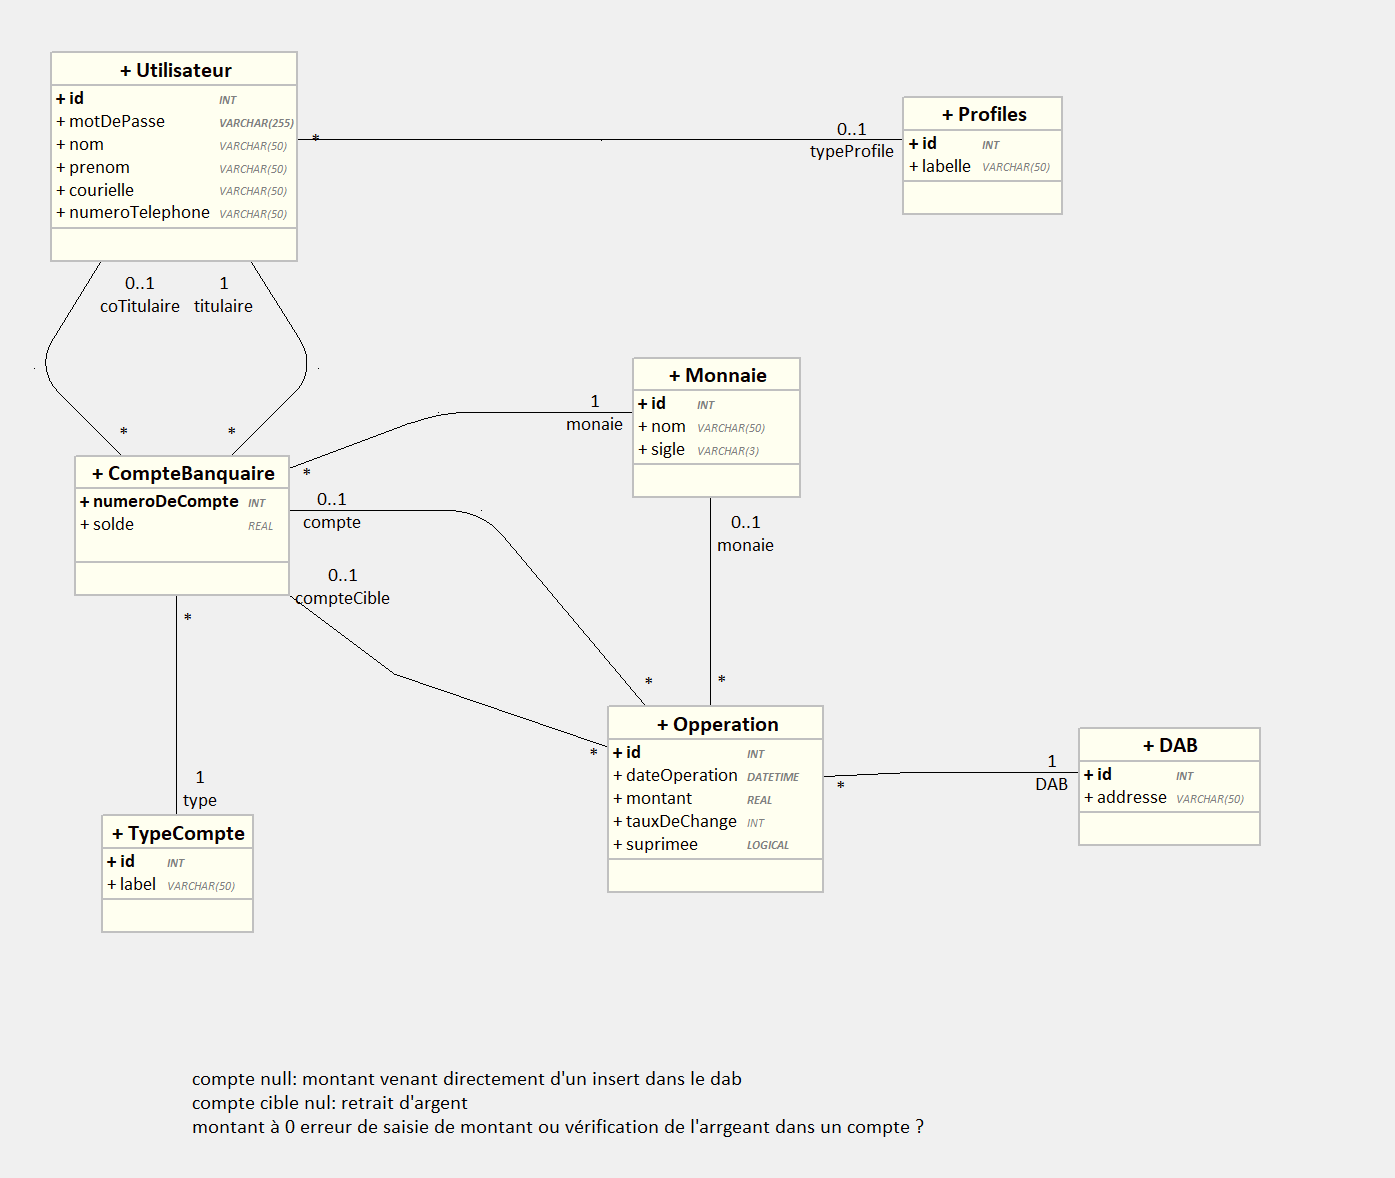 + Utilisateur
+ id INT
+ motDePasse VARCHAR(255)
+ nom VARCHAR(50)
+ prenom VARCHAR(50)
+ courielle VARCHAR(50)
+ numeroTelephone VARCHAR(50)
*
0..1
typeProfile
+ Profiles
+ id INT
+ labelle VARCHAR(50)
0..1
coTitulaire
1
titulaire
*
*
+ Monnaie
+ id INT
+ nom VARCHAR(50)
+ sigle VARCHAR(3)
1
monaie
*
+ CompteBanquaire
+ numeroDeCompte INT
+ solde REAL
0..1
compte
0..1
compteCible
0..1
monaie
*
*
*
*
1
type
+ Opperation
+ id INT
+ dateOperation DATETIME
+ montant REAL
+ tauxDeChange INT
+ suprimee LOGICAL
*
1
DAB
+ DAB
+ id INT
+ addresse VARCHAR(50)
+ TypeCompte
+ id INT
+ label VARCHAR(50)
compte null: montant venant directement d'un insert dans le dab
compte cible nul: retrait d'argent
montant à 0 erreur de saisie de montant ou vérification de l'arrgeant dans un compte ?